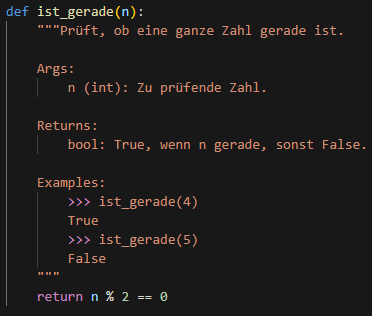 def ist_gerade(n):
    """Prüft, ob eine ganze Zahl gerade ist.

    Args:
        n (int): Zu prüfende Zahl.

    Returns:
        bool: True, wenn n gerade, sonst False.

    Examples:
        >>> ist_gerade(4)
        True
        >>> ist_gerade(5)
        False
    """
    return n % 2 == 0